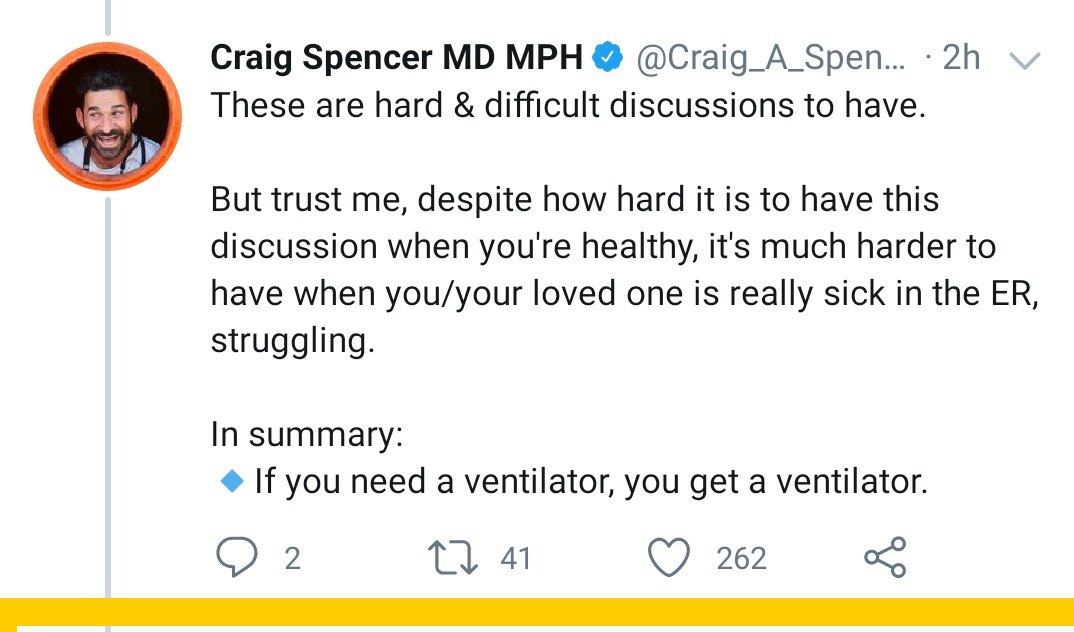 Craig Spencer MD MPH @Craig_A_Spen... · 2h
These are hard & difficult discussions to have.
But trust me, despite how hard it is to have this
discussion when you're healthy, it's much harder to
have when you/your loved one is really sick in the ER,
struggling.
In summary:
🔹If you need a ventilator, you get a ventilator.
2 41 262